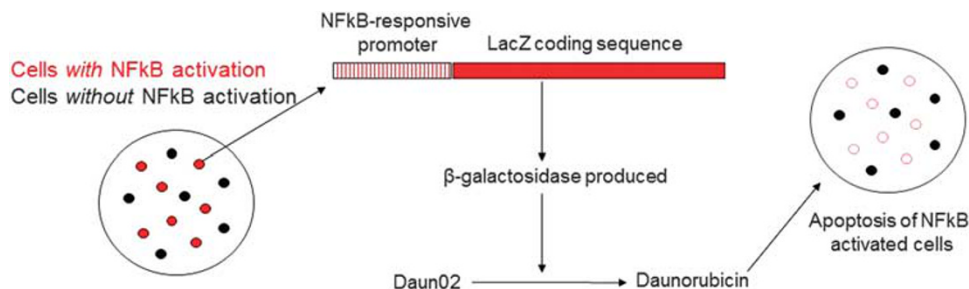 NFkB-responsive
promoter
LacZ coding sequence
Cells with NFkB activation
Cells without NFkB activation
β-galactosidase produced
Daun02
Daunorubicin
Apoptosis of NFkB
activated cells